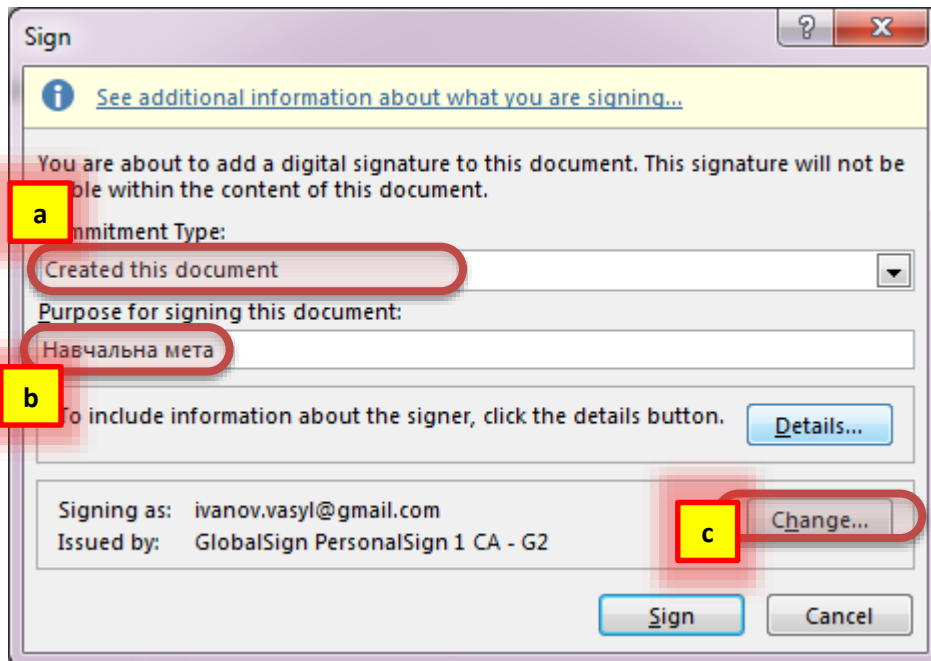 Sign
See additional information about what you are signing...
You are about to add a digital signature to this document. This signature will not be
ble within the content of this document.
a
mmitment Type:
Created this document
Purpose for signing this document:
Навчальна мета
b
To include information about the signer, click the details button.
Details...
Signing as: ivanov.vasyl@gmail.com
Issued by: GlobalSign PersonalSign 1 CA - G2
c
Change...
Sign
Cancel